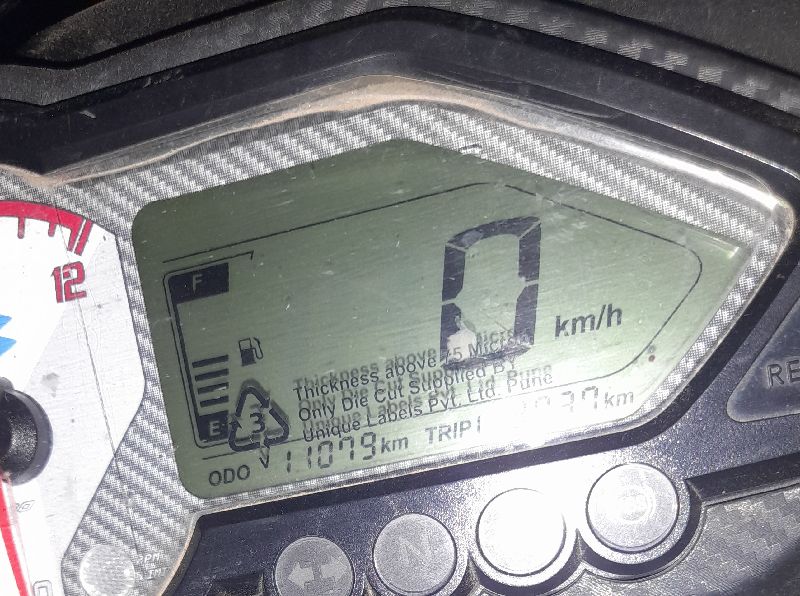 12
F
0 km/h
Thickness above 75 Micron
Only Die Cut Supplied By
Unique Labels Pvt. Ltd. Pune
E
3
ODO 11079 km TRIP1 km
RE
N